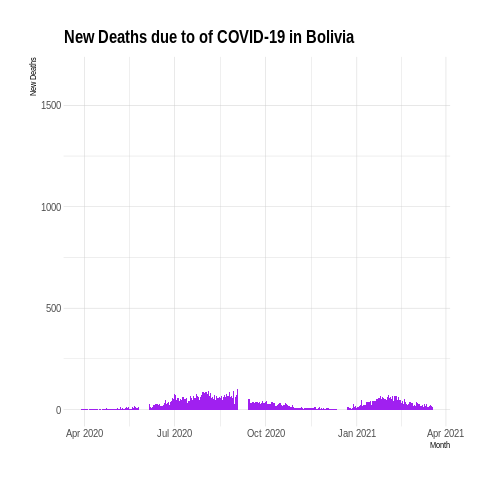 New Deaths due to of COVID-19 in Bolivia
New Deaths
1500
1000
500
0
Apr 2020
Jul 2020
Oct 2020
Jan 2021
Apr 2021
Month